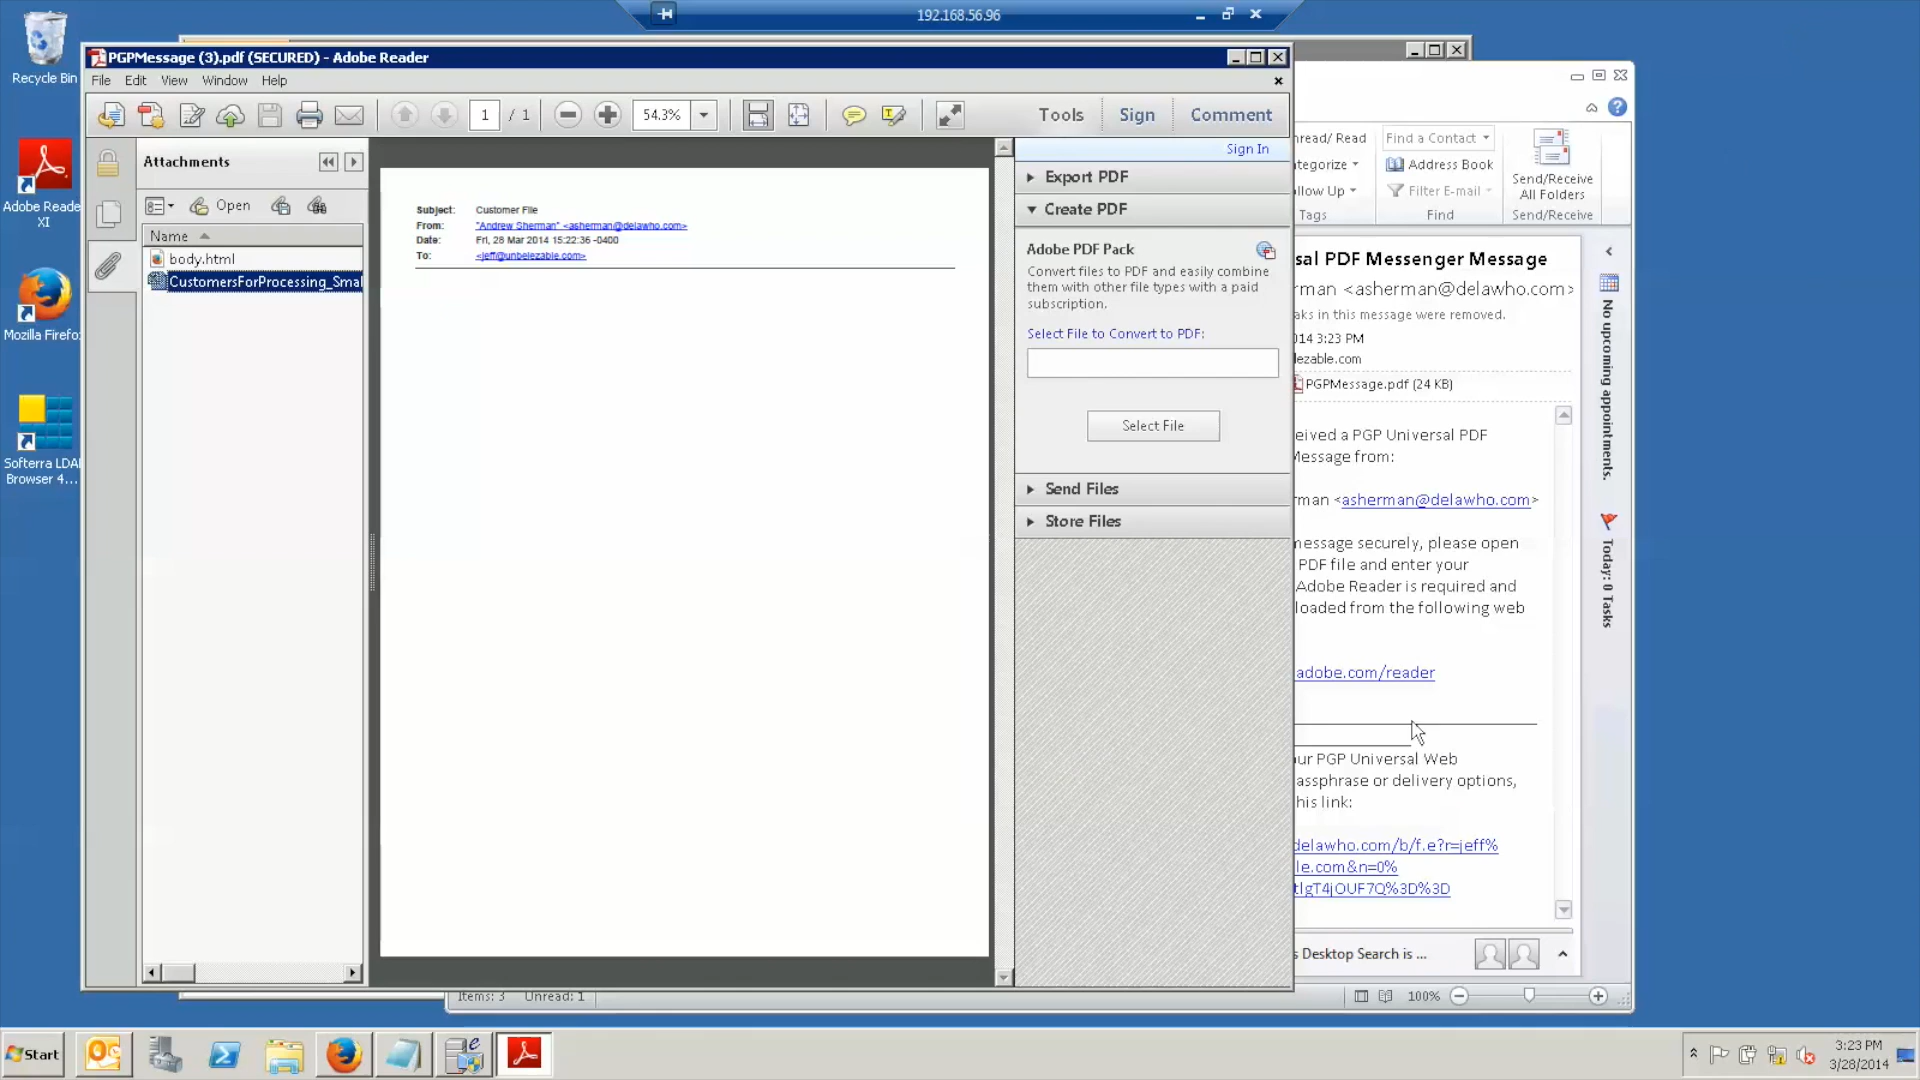 192.168.56.96
Recycle Bin
PGPMessage (3).pdf (SECURED) - Adobe Reader
File Edit View Window Help
1 / 1
54.3%
Tools
Sign
Comment
Attachments
Open
Name
body.html
CustomersForProcessing_Smal
Subject: Customer File
From: "Andrew Sherman" <asherman@delawho.com>
Date: Fri, 28 Mar 2014 15:22:36 -0400
To: <jeff@unbelezable.com>
Sign In
Export PDF
Create PDF
Adobe PDF Pack
Convert files to PDF and easily combine
them with other file types with a paid
subscription.
Select File to Convert to PDF:
Select File
Send Files
Store Files
Adobe Reade
XI
Mozilla Firefo
Softerra LDA
Browser 4...
nread/ Read
tegorize
llow Up
Tags
Find a Contact
Address Book
Filter E-mail
Find
Send/Receive
All Folders
Send/Receive
sal PDF Messenger Message
rman <asherman@delawho.com>
aks in this message were removed.
014 3:23 PM
lezable.com
PGPMessage.pdf (24 KB)
eived a PGP Universal PDF
Message from:
rman <asherman@delawho.com>
message securely, please open
PDF file and enter your
Adobe Reader is required and
loaded from the following web
adobe.com/reader
ur PGP Universal Web
assphrase or delivery options,
his link:
delawho.com/b/f.e?r=jeff%
le.com&n=0%
tlgT4jOUF7Q%3D%3D
s Desktop Search is ...
No upcoming appointments.
Today: 0 Tasks
Items: 3 Unread: 1
100%
Start
3:23 PM
3/28/2014